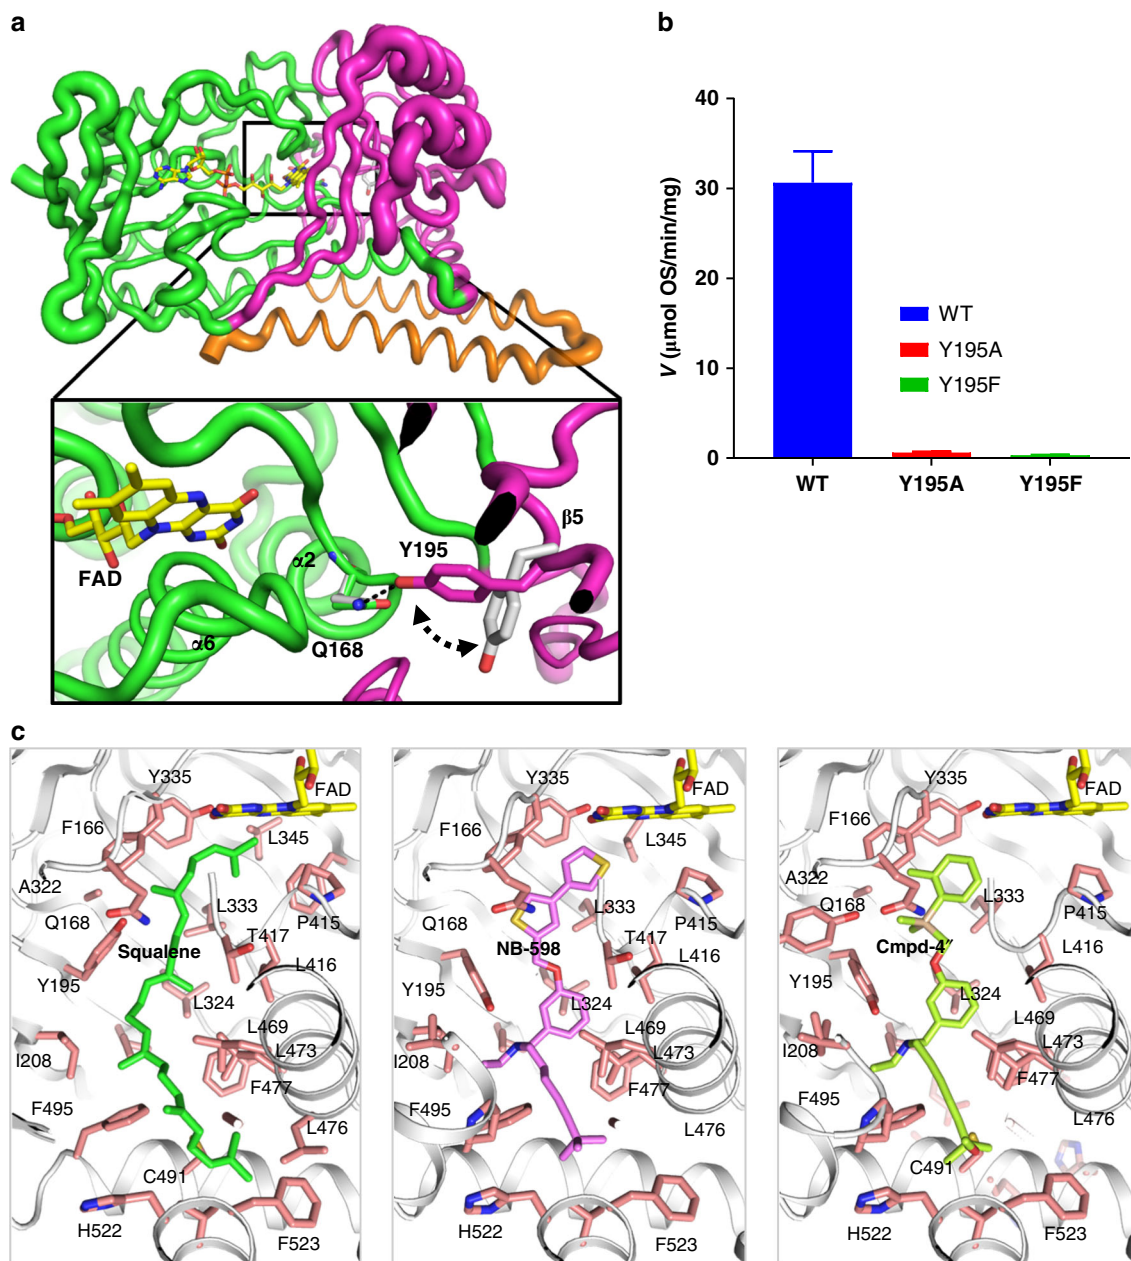 a
FAD
α2
Y195
β5
α6
Q168
b
40
30
20
10
0
V (μmol OS/min/mg)
WT
Y195A
Y195F
WT
Y195A
Y195F
c
Y335
FAD
F166
L345
A322
Q168
L333
P415
T417
Squalene
L416
Y195
L324
L469
I208
L473
F477
F495
L476
C491
H522
F523
Y335
FAD
F166
L345
Q168
L333
P415
T417
NB-598
L416
Y195
L324
L469
I208
L473
F477
F495
L476
H522
F523
Y335
FAD
F166
A322
Q168
L333
P415
Cmpd-4″
L416
Y195
L324
L469
I208
L473
F477
F495
L476
C491
H522
F523